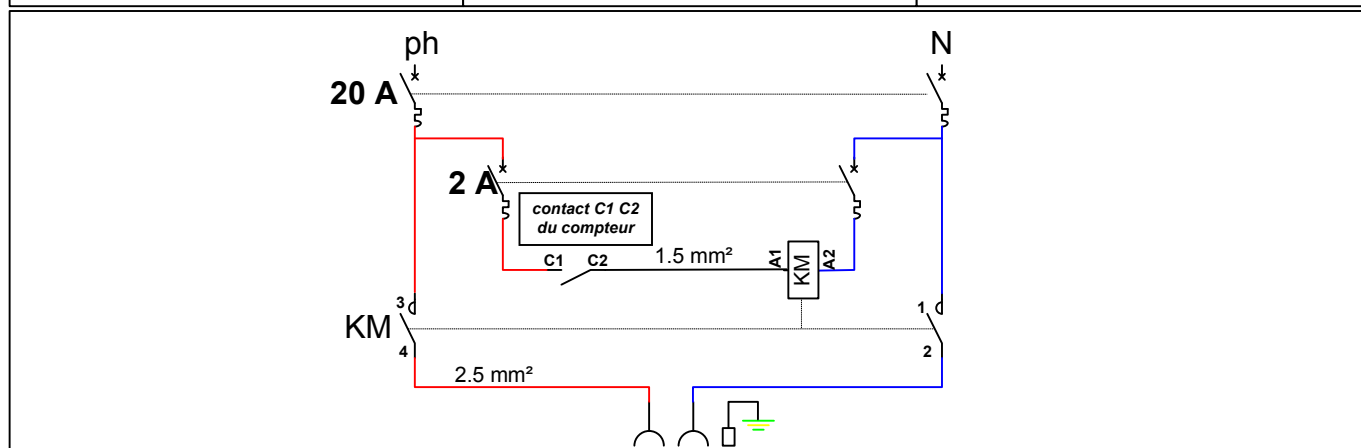 ph
N
20 A
2 A
contact C1 C2
du compteur
C1
C2
1.5 mm²
A1
KM
A2
3
1
KM
4
2
2.5 mm²